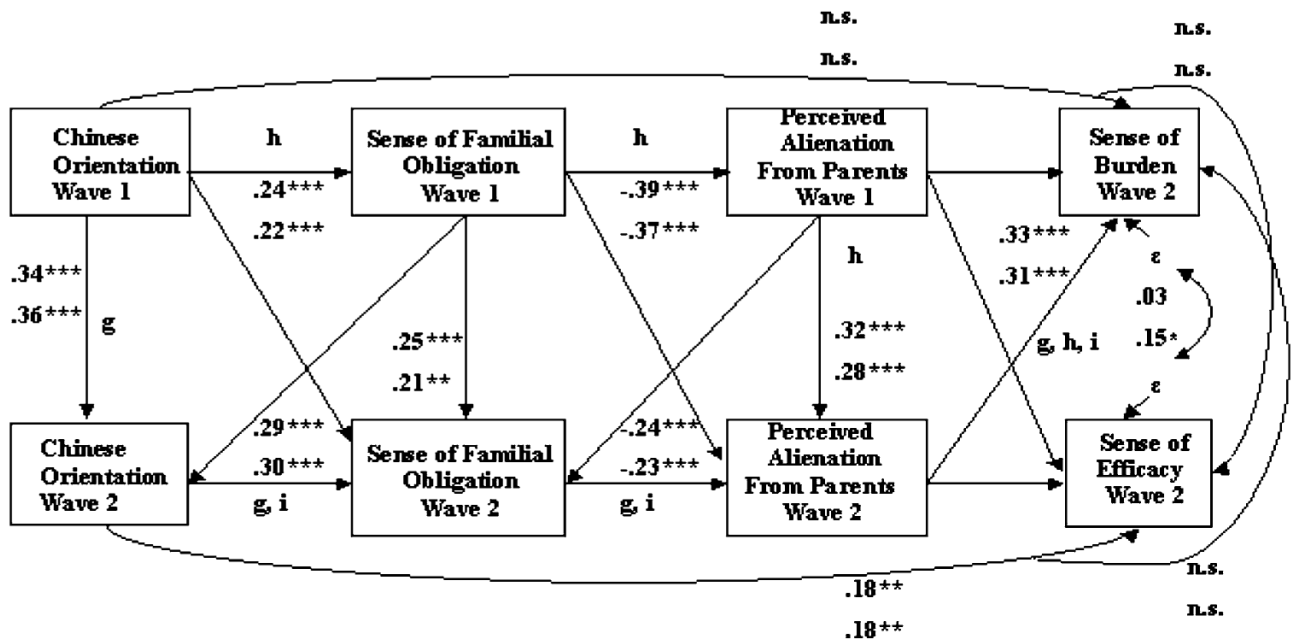 n.s.
n.s.
n.s.
n.s.
Chinese
Orientation
Wave 1
h
.24***
.22***
Sense of Familial
Obligation
Wave 1
h
-.39***
-.37***
Perceived
Alienation
From Parents
Wave 1
Sense of
Burden
Wave 2
.34***
.36***
g
.25***
.21**
h
.32***
.28***
.33***
.31***
g, h, i
ε
.03
.15*
ε
Chinese
Orientation
Wave 2
.29***
.30***
g, i
Sense of Familial
Obligation
Wave 2
-.24***
-.23***
g, i
Perceived
Alienation
From Parents
Wave 2
Sense of
Efficacy
Wave 2
n.s.
n.s.
.18**
.18**